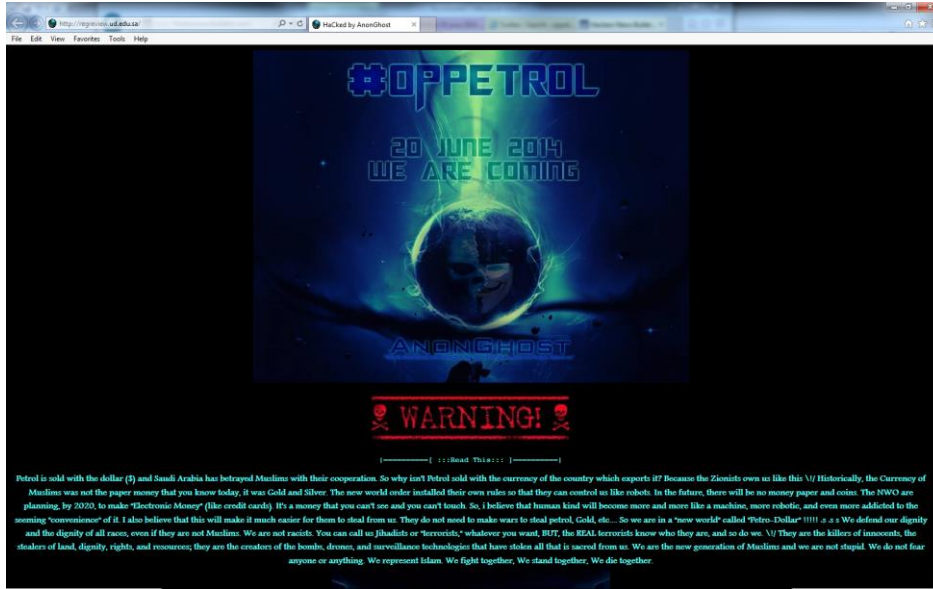 http://regreview.ud.edu.sa/
HaCked by AnonGhost
File Edit View Favorites Tools Help
#OPPETROL
20 JUNE 2014
WE ARE COMING
ANONGHOST
WARNING!
|----------[ :::Read This::: ]----------|
Petrol is sold with the dollar ($) and Saudi Arabia has betrayed Muslims with their cooperation. So why isn't Petrol sold with the currency of the country which exports it? Because the Zionists own us like this \!/ Historically, the Currency of
Muslims was not the paper money that you know today, it was Gold and Silver. The new world order installed their own rules so that they can control us like robots. In the future, there will be no money paper and coins. The NWO are
planning, by 2020, to make "Electronic Money" (like credit cards). It's a money that you can't see and you can't touch. So, i believe that human kind will become more and more like a machine, more robotic, and even more addicted to the
seeming "convenience" of it. I also believe that this will make it much easier for them to steal from us. They do not need to make wars to steal petrol, Gold, etc.... So we are in a "new world" called "Petro-Dollar" !!!!! .s .s s We defend our dignity
and the dignity of all races, even if they are not Muslims. We are not racists. You can call us Jihadists or "terrorists," whatever you want, BUT, the REAL terrorists know who they are, and so do we. \!/ They are the killers of innocents, the
stealers of land, dignity, rights, and resources; they are the creators of the bombs, drones, and surveillance technologies that have stolen all that is sacred from us. We are the new generation of Muslims and we are not stupid. We do not fear
anyone or anything. We represent Islam. We fight together, We stand together, We die together.